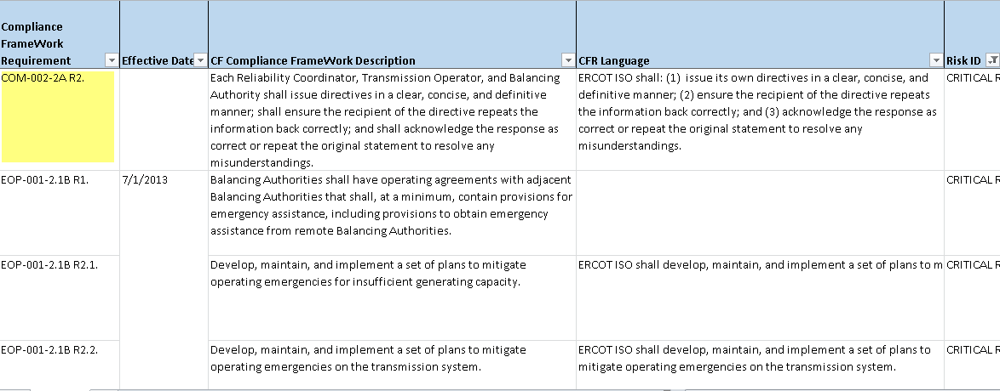 Compliance
FrameWork
Requirement
Effective Date
CF Compliance FrameWork Description
CFR Language
Risk ID
COM-002-2A R2.
Each Reliability Coordinator, Transmission Operator, and Balancing
Authority shall issue directives in a clear, concise, and definitive
manner; shall ensure the recipient of the directive repeats the
information back correctly; and shall acknowledge the response as
correct or repeat the original statement to resolve any
misunderstandings.
ERCOT ISO shall: (1) issue its own directives in a clear, concise, and
definitive manner; (2) ensure the recipient of the directive repeats
the information back correctly; and (3) acknowledge the response as
correct or repeat the original statement to resolve any
misunderstandings.
CRITICAL R
EOP-001-2.1B R1.
7/1/2013
Balancing Authorities shall have operating agreements with adjacent
Balancing Authorities that shall, at a minimum, contain provisions for
emergency assistance, including provisions to obtain emergency
assistance from remote Balancing Authorities.
CRITICAL R
EOP-001-2.1B R2.1.
Develop, maintain, and implement a set of plans to mitigate
operating emergencies for insufficient generating capacity.
ERCOT ISO shall develop, maintain, and implement a set of plans to m
CRITICAL R
EOP-001-2.1B R2.2.
Develop, maintain, and implement a set of plans to mitigate
operating emergencies on the transmission system.
ERCOT ISO shall develop, maintain, and implement a set of plans to
mitigate operating emergencies on the transmission system.
CRITICAL R